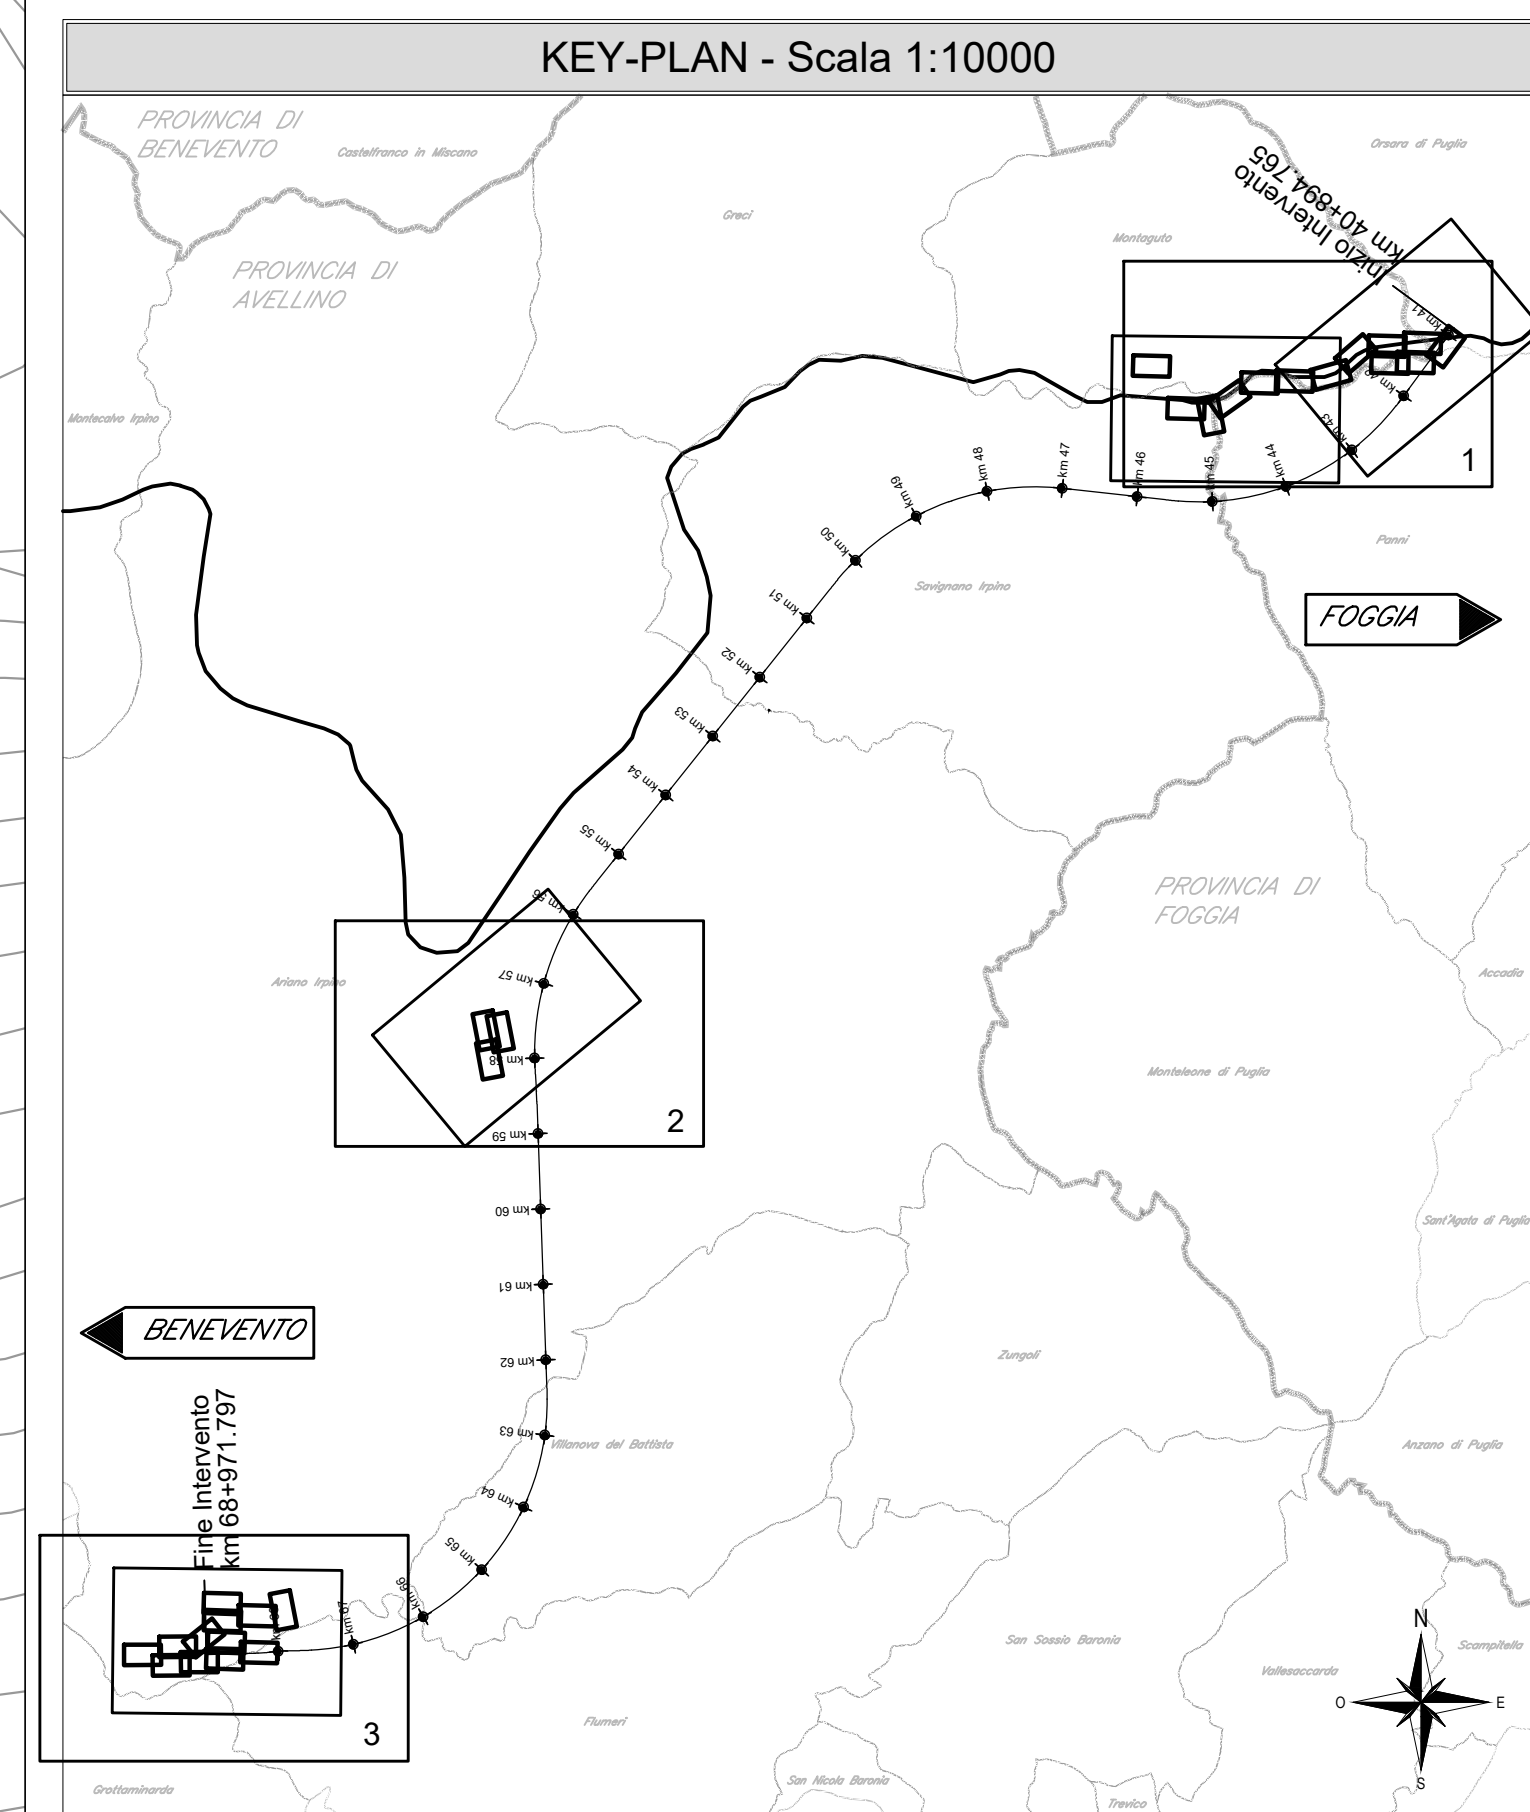 KEY-PLAN - Scala 1:10000
PROVINCIA DI
BENEVENTO
Castelfranco in Miscano
Orsara di Puglia
Greci
Montaguto
Inizio Intervento
km 40+894.765
PROVINCIA DI
AVELLINO
km 41
Montecalvo Irpino
km 43
1
km 44
km 45
km 46
km 47
km 48
km 49
km 50
Panni
Savignano Irpino
km 51
FOGGIA
km 52
km 53
km 54
km 55
PROVINCIA DI
FOGGIA
km 56
Ariano Irpino
km 57
Accadia
km 58
Monteleone di Puglia
2
km 59
km 60
Sant'Agata di Puglia
km 61
BENEVENTO
km 62
Zungoli
Fine Intervento
km 68+971.797
km 63
Villanova del Battista
Anzano di Puglia
km 64
km 65
km 66
km 67
N
San Sossio Baronia
Scampitella
Vallesaccarda
O
E
S
Flumeri
3
Grottaminarda
San Nicola Baronia
Trevico